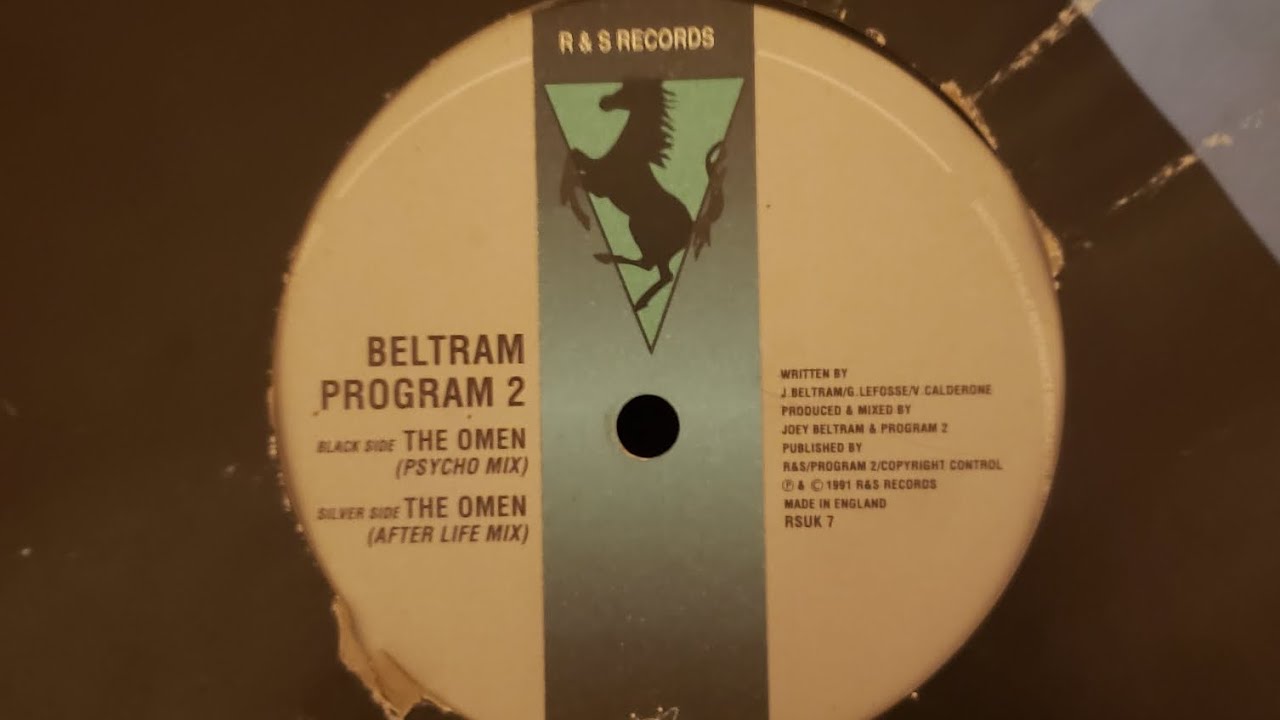 R & S RECORDS
BELTRAM
PROGRAM 2
BLACK SIDE THE OMEN
(PSYCHO MIX)
SILVER SIDE THE OMEN
(AFTER LIFE MIX)
WRITTEN BY
J.BELTRAM/G.LEFOSSE/V.CALDERONE
PRODUCED & MIXED BY
JOEY BELTRAM & PROGRAM 2
PUBLISHED BY
R&S/PROGRAM 2/COPYRIGHT CONTROL
℗ & © 1991 R&S RECORDS
MADE IN ENGLAND
RSUK 7